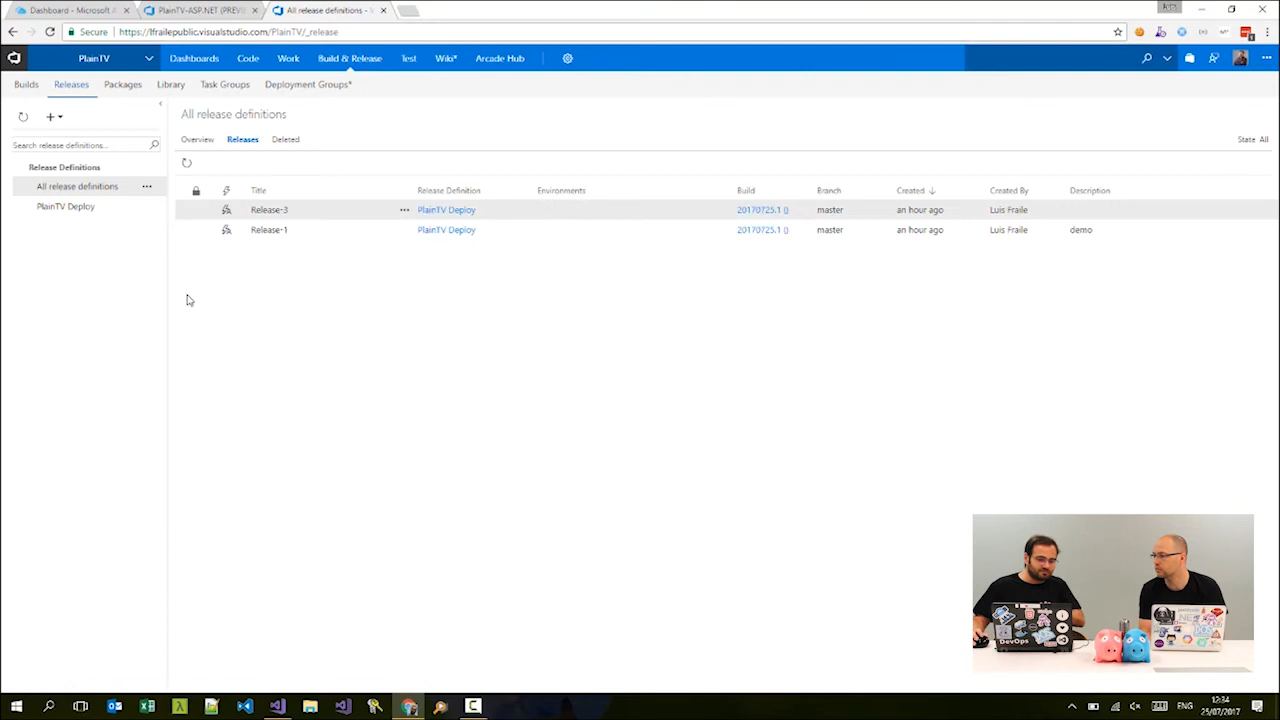 Dashboard - Microsoft A
PlainTV-ASP.NET (PREVI
All release definitions - V
Secure
https://lfrailepublic.visualstudio.com/PlainTV/_release
PlainTV
Dashboards
Code
Work
Build & Release
Test
Wiki*
Arcade Hub
Builds
Releases
Packages
Library
Task Groups
Deployment Groups*
All release definitions
Overview
Releases
Deleted
State All
Search release definitions...
Release Definitions
All release definitions
PlainTV Deploy
Title Release Definition Environments Build Branch Created Created By Description
Release-3 PlainTV Deploy 20170725.1 () master an hour ago Luis Fraile
Release-1 PlainTV Deploy 20170725.1 () master an hour ago Luis Fraile demo
DevOps
ENG
12:34
25/07/2017